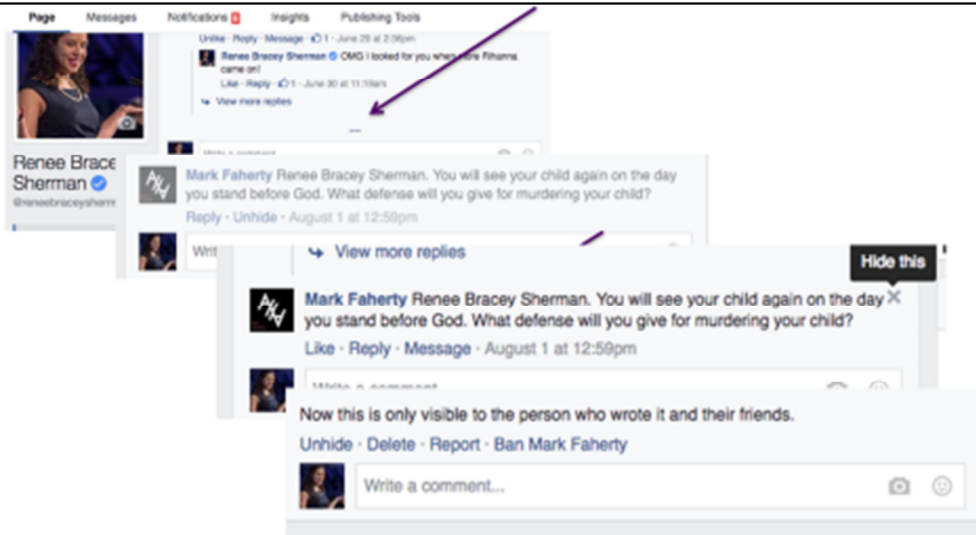 Page Messages Notifications 5 Insights Publishing Tools
Unlike · Reply · Message · 1 · June 28 at 2:36pm
Renee Bracey Sherman OMG I looked for you when Rihanna
came on!
Like · Reply · 1 · June 30 at 11:19am
View more replies
...
Write a comment
Renee Brace
Sherman
@reneebraceysherm
Mark Faherty Renee Bracey Sherman. You will see your child again on the day
you stand before God. What defense will you give for murdering your child?
Reply · Unhide · August 1 at 12:59pm
Writ
View more replies
Hide this
Mark Faherty Renee Bracey Sherman. You will see your child again on the day
you stand before God. What defense will you give for murdering your child?
Like · Reply · Message · August 1 at 12:59pm
Write a comment
Now this is only visible to the person who wrote it and their friends.
Unhide · Delete · Report · Ban Mark Faherty
Write a comment...